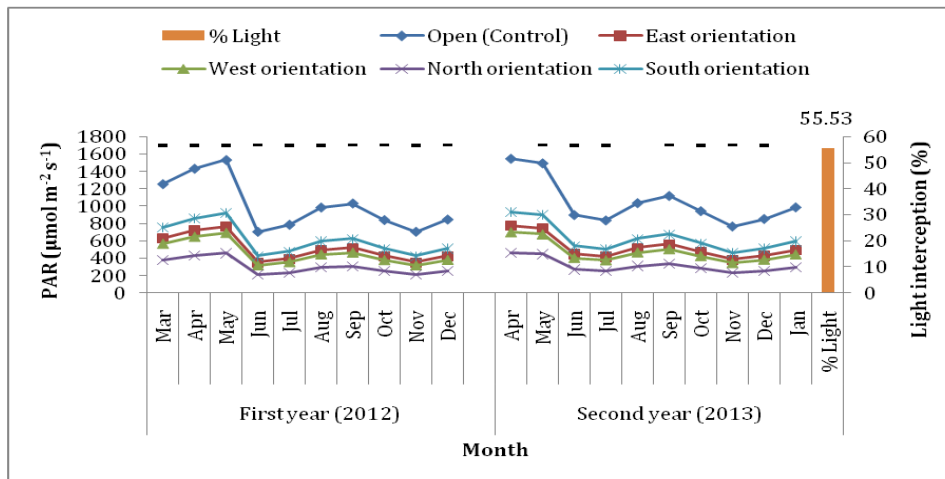 % Light Open (Control) East orientation
West orientation North orientation South orientation
55.53
PAR (µmol m-2 s-1)
1800
1600
1400
1200
1000
800
600
400
200
0
60
50
40
30
20
10
0
Light interception (%)
Mar Apr May Jun Jul Aug Sep Oct Nov Dec Apr May Jun Jul Aug Sep Oct Nov Dec Jan % Light
First year (2012) Second year (2013)
Month